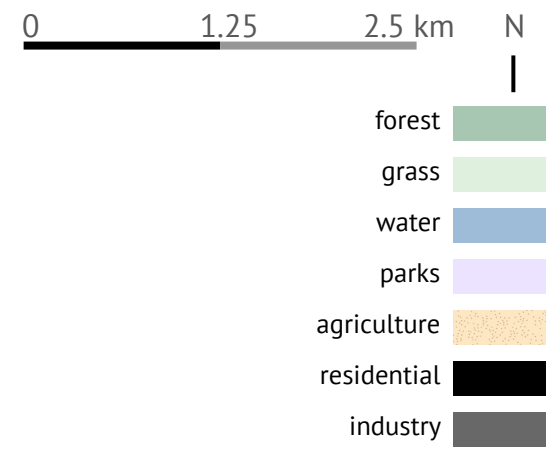 0 1.25 2.5 km N
forest
grass
water
parks
agriculture
residential
industry